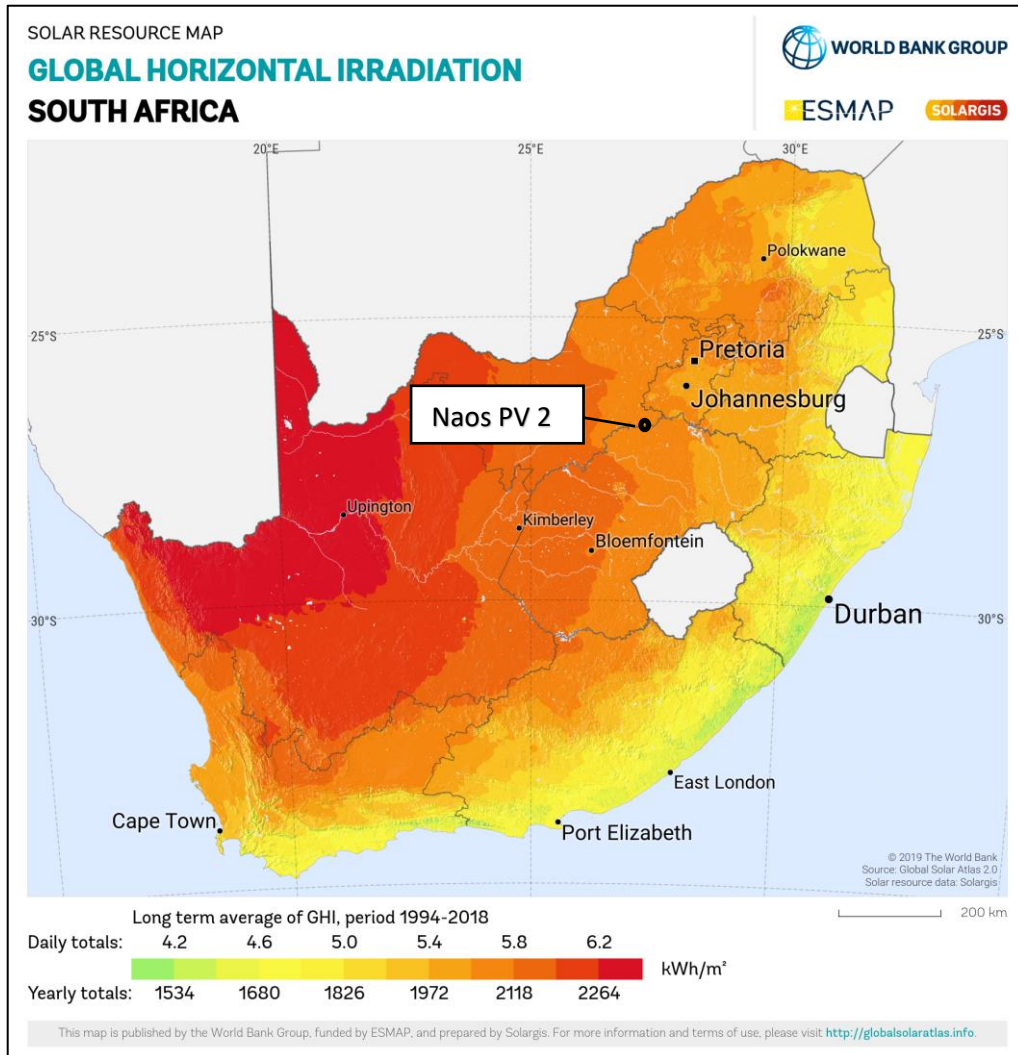 SOLAR RESOURCE MAP
GLOBAL HORIZONTAL IRRADIATION
SOUTH AFRICA
WORLD BANK GROUP
ESMAP SOLARGIS
20°E 25°E 30°E
Polokwane
25°S 25°S
Pretoria
Johannesburg
Naos PV 2
Upington
Kimberley
Bloemfontein
Durban
30°S 30°S
East London
Cape Town
Port Elizabeth
© 2019 The World Bank
Source: Global Solar Atlas 2.0
Solar resource data: Solargis
200 km
Long term average of GHI, period 1994-2018
Daily totals: 4.2 4.6 5.0 5.4 5.8 6.2
kWh/m²
Yearly totals: 1534 1680 1826 1972 2118 2264
This map is published by the World Bank Group, funded by ESMAP, and prepared by Solargis. For more information and terms of use, please visit http://globalsolaratlas.info.